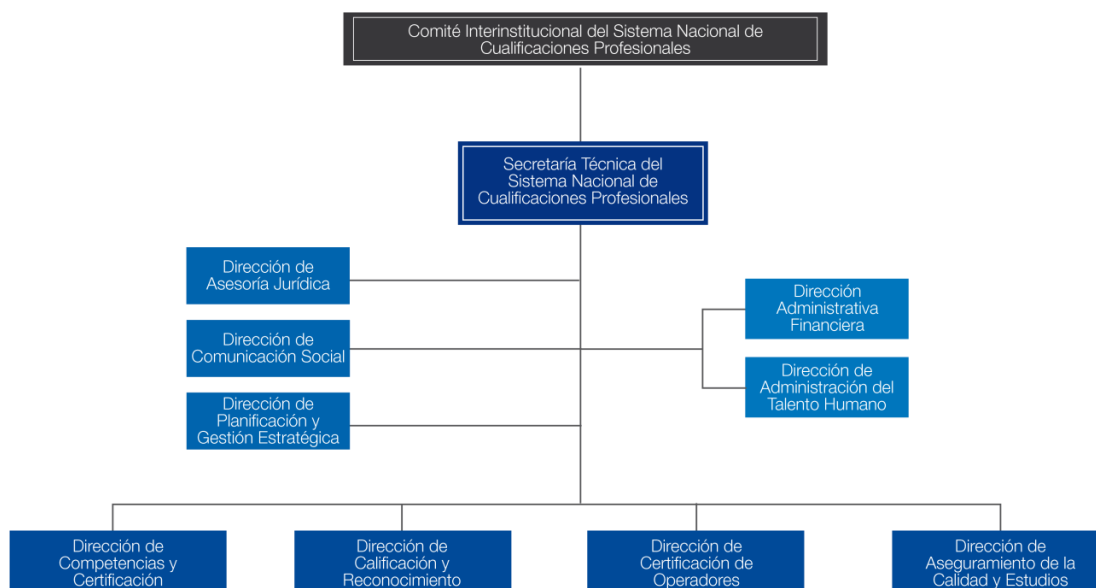 Comité Interinstitucional del Sistema Nacional de
Cualificaciones Profesionales
Secretaría Técnica del
Sistema Nacional de
Cualificaciones Profesionales
Dirección de
Asesoría Jurídica
Dirección de
Comunicación Social
Dirección de
Planificación y
Gestión Estratégica
Dirección
Administrativa
Financiera
Dirección de
Administración del
Talento Humano
Dirección de
Competencias y
Certificación
Dirección de
Calificación y
Reconocimiento
Dirección de
Certificación de
Operadores
Dirección de
Aseguramiento de la
Calidad y Estudios